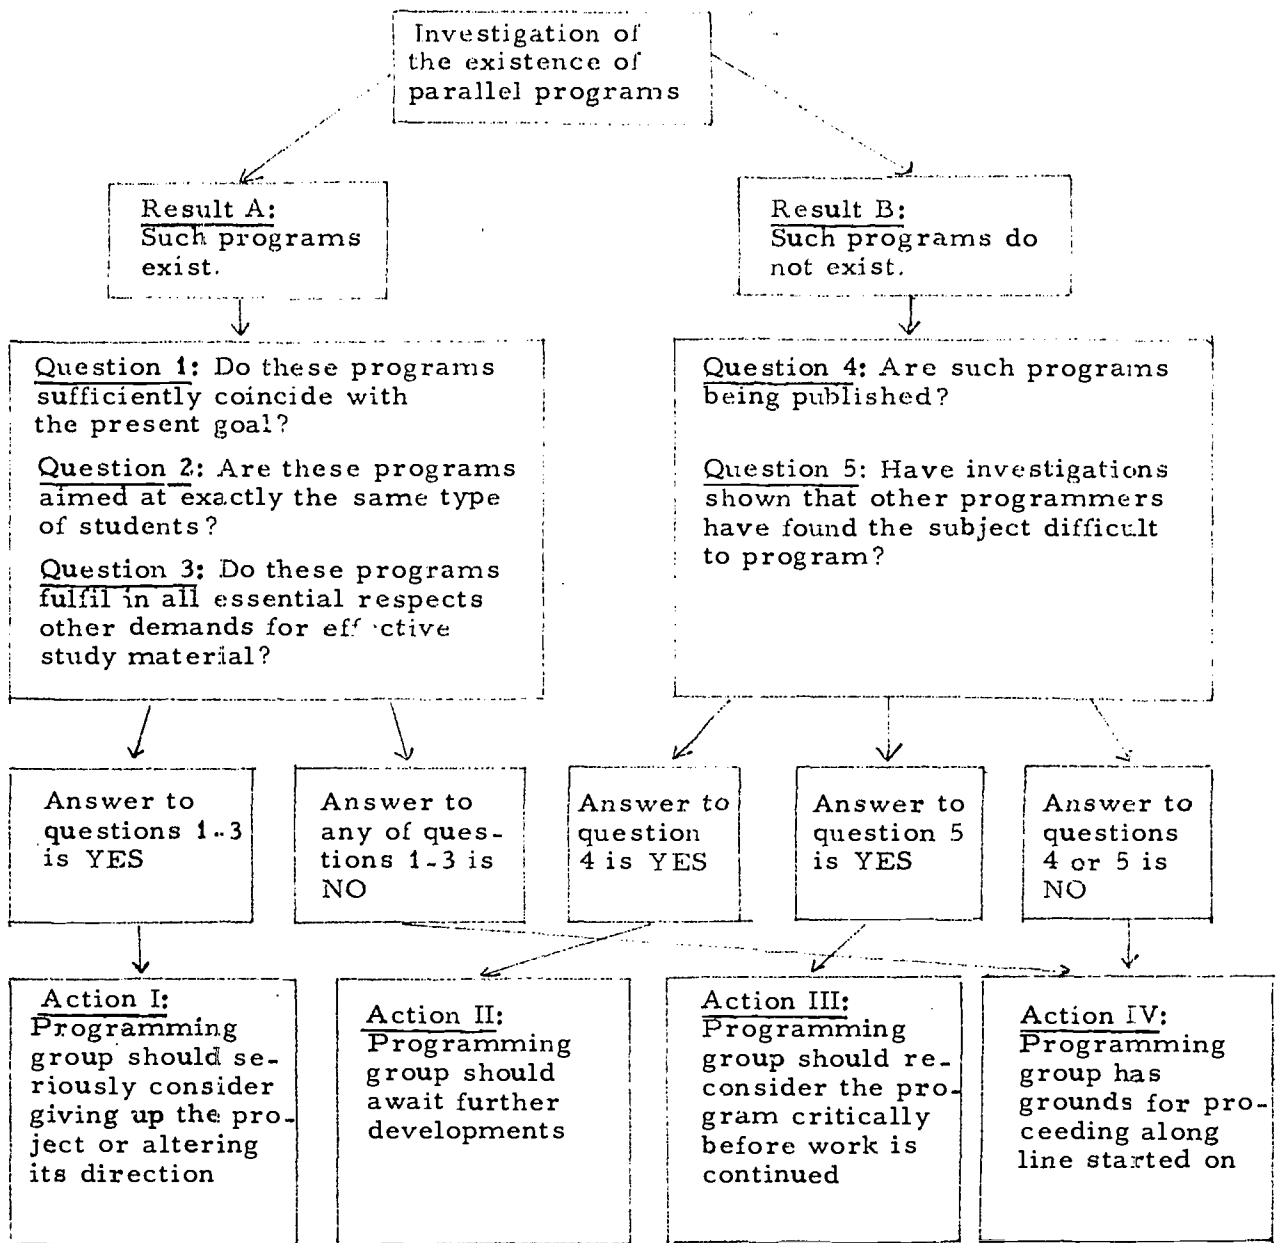 Investigation of
the existence of
parallel programs
Result A:
Such programs
exist.
Result B:
Such programs do
not exist.
Question 1: Do these programs
sufficiently coincide with
the present goal?
Question 2: Are these programs
aimed at exactly the same type
of students?
Question 3: Do these programs
fulfil in all essential respects
other demands for eff ctive
study material?
Question 4: Are such programs
being published?
Question 5: Have investigations
shown that other programmers
have found the subject difficult
to program?
Answer to
questions 1-3
is YES
Answer to
any of ques-
tions 1-3 is
NO
Answer to
question
4 is YES
Answer to
question 5
is YES
Answer to
questions
4 or 5 is
NO
Action I:
Programming
group should se-
riously consider
giving up the pro-
ject or altering
its direction
Action II:
Programming
group should
await further
developments
Action III:
Programming
group should re-
consider the pro-
gram critically
before work is
continued
Action IV:
Programming
group has
grounds for pro-
ceeding along
line started on